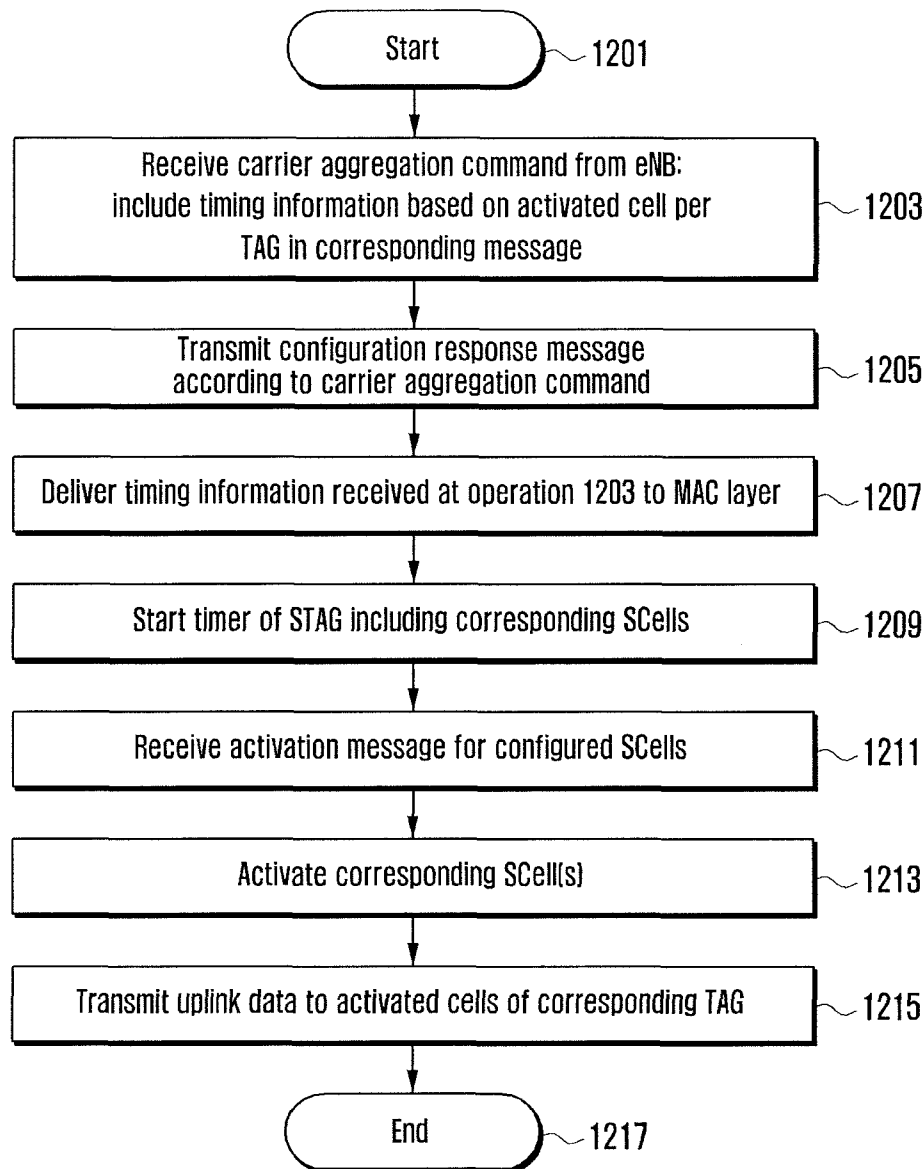 Start
1201
Receive carrier aggregation command from eNB:
include timing information based on activated cell per
TAG in corresponding message
1203
Transmit configuration response message
according to carrier aggregation command
1205
Deliver timing information received at operation 1203 to MAC layer
1207
Start timer of STAG including corresponding SCells
1209
Receive activation message for configured SCells
1211
Activate corresponding SCell(s)
1213
Transmit uplink data to activated cells of corresponding TAG
1215
End
1217